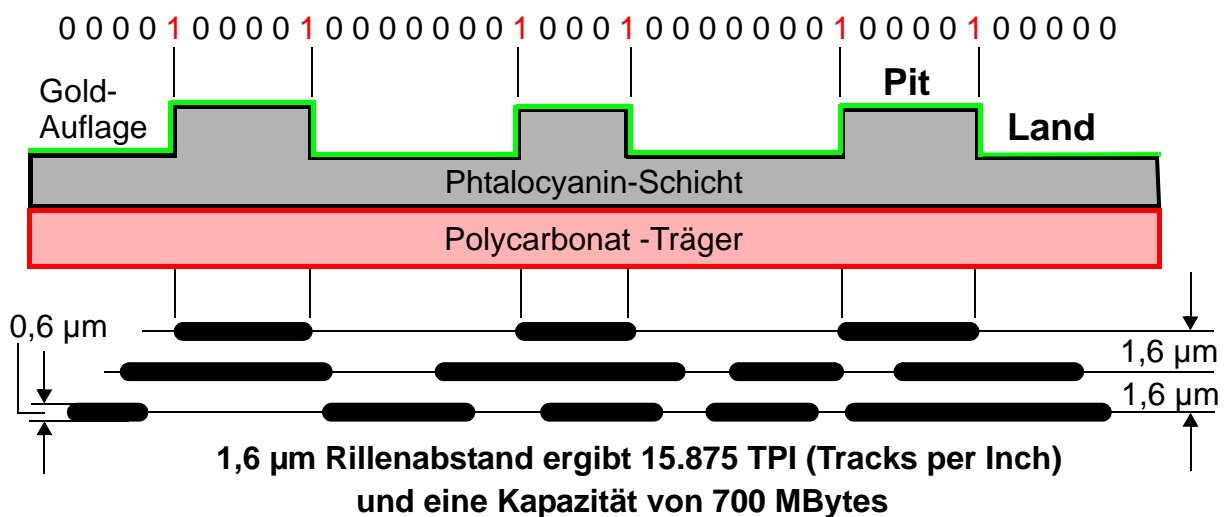 0 0 0 0 1 0 0 0 0 1 0 0 0 0 0 0 0 1 0 0 0 1 0 0 0 0 0 0 0 1 0 0 0 0 1 0 0 0 0 0
Pit
Gold-
Auflage
Land
Phtalocyanin-Schicht
Polycarbonat -Träger
0,6 µm
1,6 µm
1,6 µm
1,6 µm Rillenabstand ergibt 15.875 TPI (Tracks per Inch)
und eine Kapazität von 700 MBytes